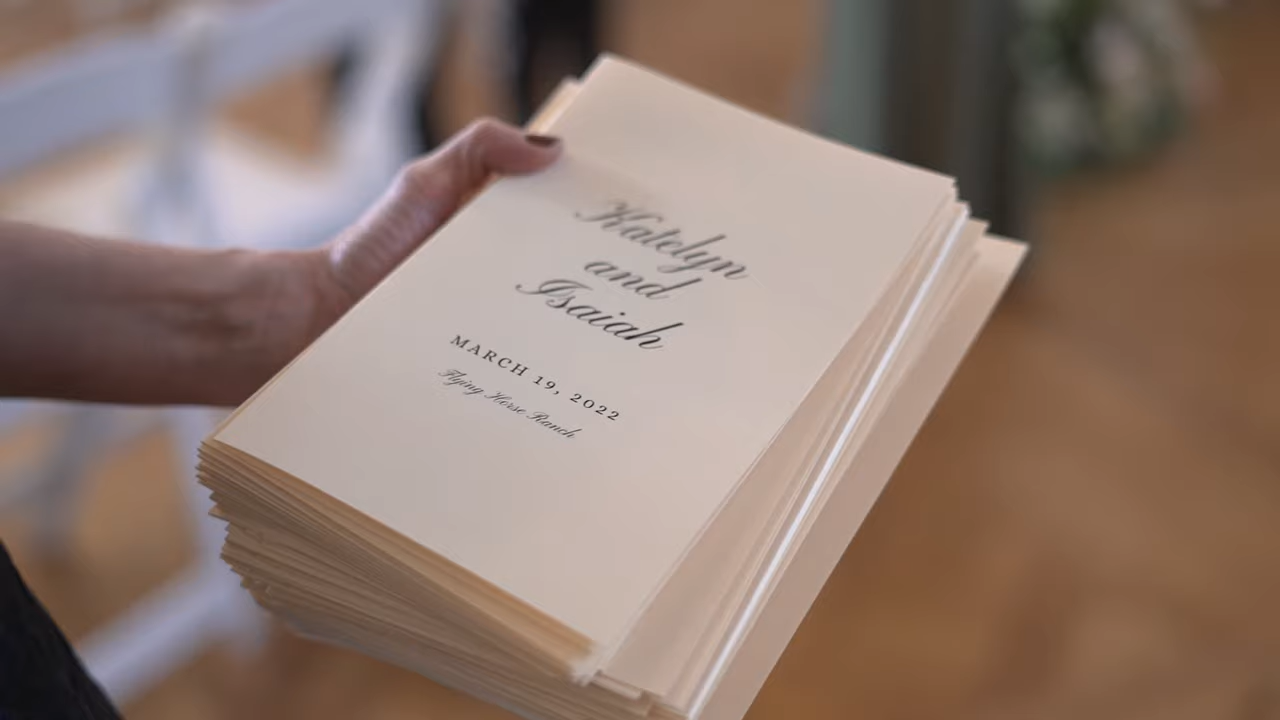 Katelyn
and
Isaiah
MARCH 19, 2022
Flying Horse Ranch